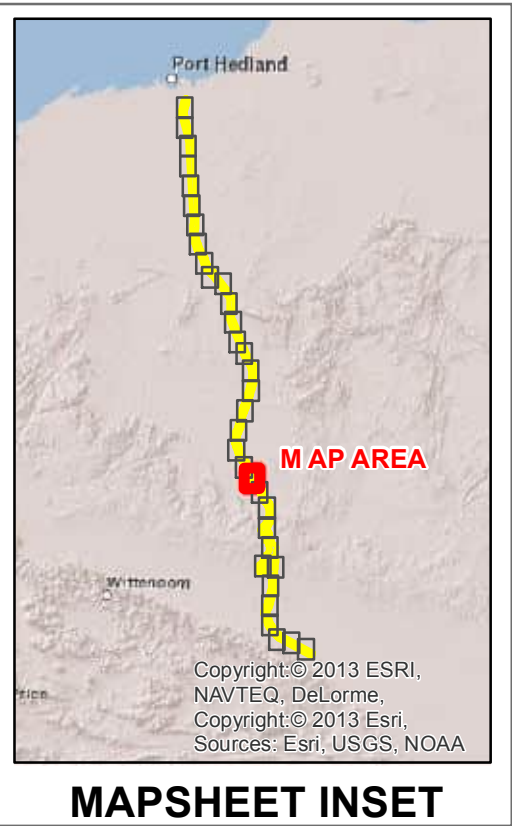 Port Hedland
M AP AREA
Wittenoom
Copyright:© 2013 ESRI,
NAVTEQ, DeLorme,
Copyright:© 2013 Esri,
Sources: Esri, USGS, NOAA
MAPSHEET INSET